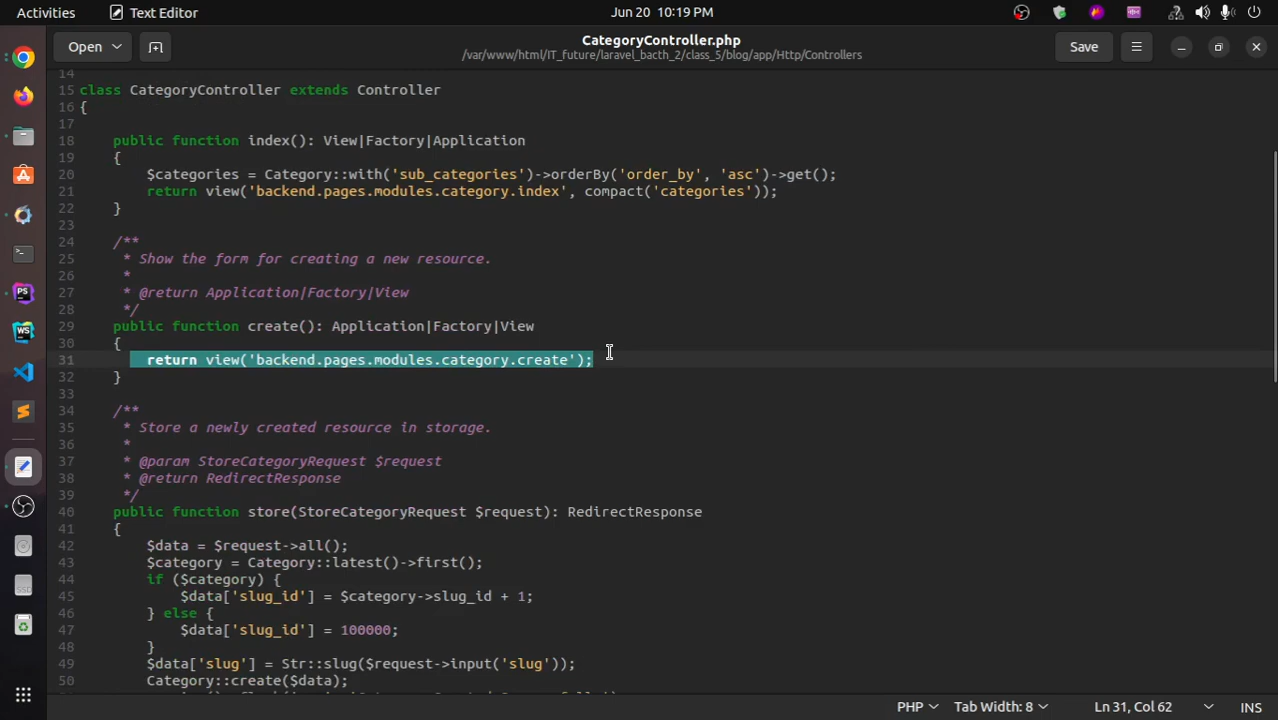 Activities
Text Editor
Jun 20 10:19 PM
Open
CategoryController.php
/var/www/html/IT_future/laravel_bacth_2/class_5/blog/app/Http/Controllers
Save
14
15 class CategoryController extends Controller
16 {
17
18     public function index(): View|Factory|Application
19     {
20         $categories = Category::with('sub_categories')->orderBy('order_by', 'asc')->get();
21         return view('backend.pages.modules.category.index', compact('categories'));
22     }
23
24     /**
25      * Show the form for creating a new resource.
26      *
27      * @return Application|Factory|View
28      */
29     public function create(): Application|Factory|View
30     {
31         return view('backend.pages.modules.category.create');
32     }
33
34     /**
35      * Store a newly created resource in storage.
36      *
37      * @param StoreCategoryRequest $request
38      * @return RedirectResponse
39      */
40     public function store(StoreCategoryRequest $request): RedirectResponse
41     {
42         $data = $request->all();
43         $category = Category::latest()->first();
44         if ($category) {
45             $data['slug_id'] = $category->slug_id + 1;
46         } else {
47             $data['slug_id'] = 100000;
48         }
49         $data['slug'] = Str::slug($request->input('slug'));
50         Category::create($data);
PHP
Tab Width: 8
Ln 31, Col 62
INS